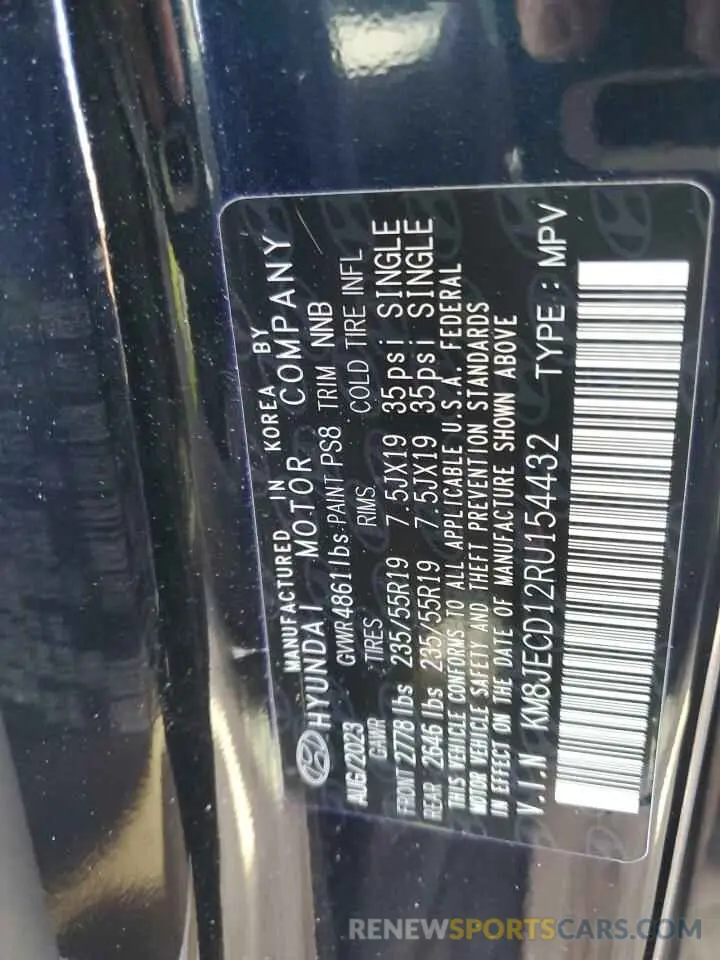 MANUFACTURED IN KOREA BY
HYUNDAI MOTOR COMPANY
AUG/2023 GVWR 4861 lbs PAINT PS8 TRIM NNB
GAWR TIRES RIMS. COLD TIRE INFL
FRONT 2778 lbs 235/55R19 7.5JX19 35psi SINGLE
REAR 2646 lbs 235/55R19 7.5JX19 35psi SINGLE
THIS VEHICLE CONFORMS TO ALL APPLICABLE U.S.A. FEDERAL
MOTOR VEHICLE SAFETY AND THEFT PREVENTION STANDARDS
IN EFFECT ON THE DATE OF MANUFACTURE SHOWN ABOVE
V.I.N KM8JECD12RU154432 TYPE : MPV
RENEWSPORTSCARS.COM